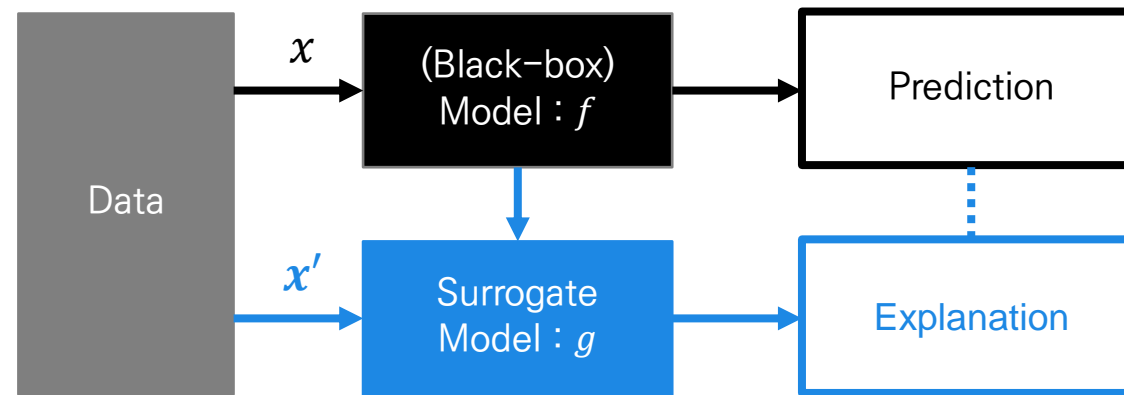 Data
x
(Black-box)
Model : f
Prediction
x′
Surrogate
Model : g
Explanation